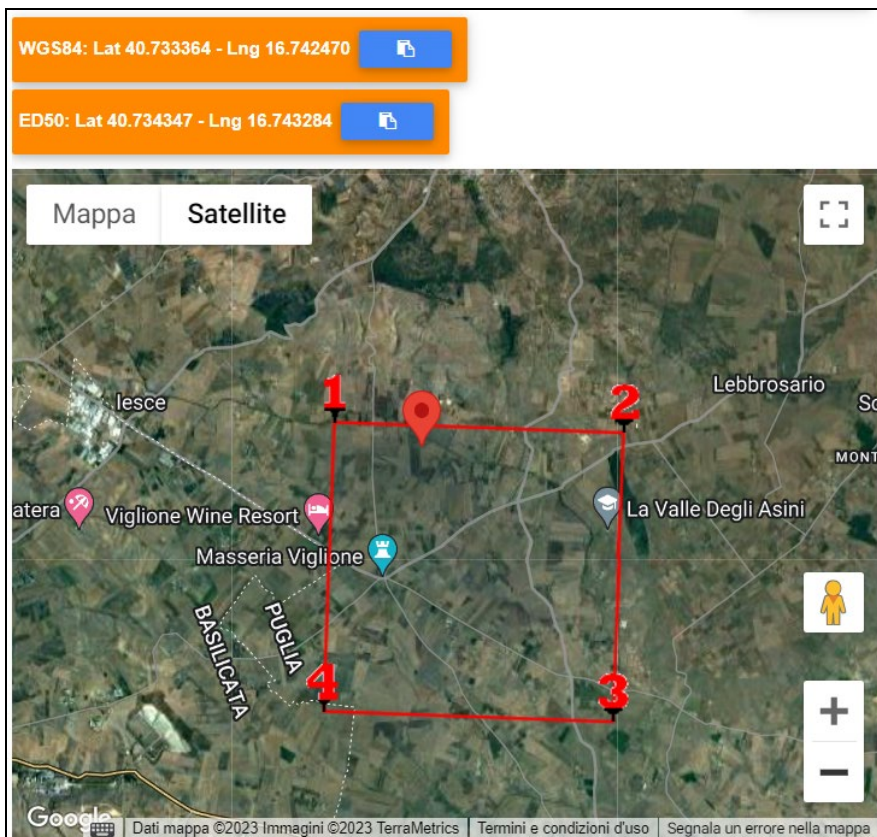 WGS84: Lat 40.733364 - Lng 16.742470
ED50: Lat 40.734347 - Lng 16.743284
Mappa
Satellite
Iesce
1
2
Lebbrosario
Sc
MONT
atera
Viglione Wine Resort
La Valle Degli Asini
Masseria Viglione
PUGLIA
BASILICATA
4
3
Google
Dati mappa ©2023 Immagini ©2023 TerraMetrics
Termini e condizioni d'uso
Segnala un errore nella mappa